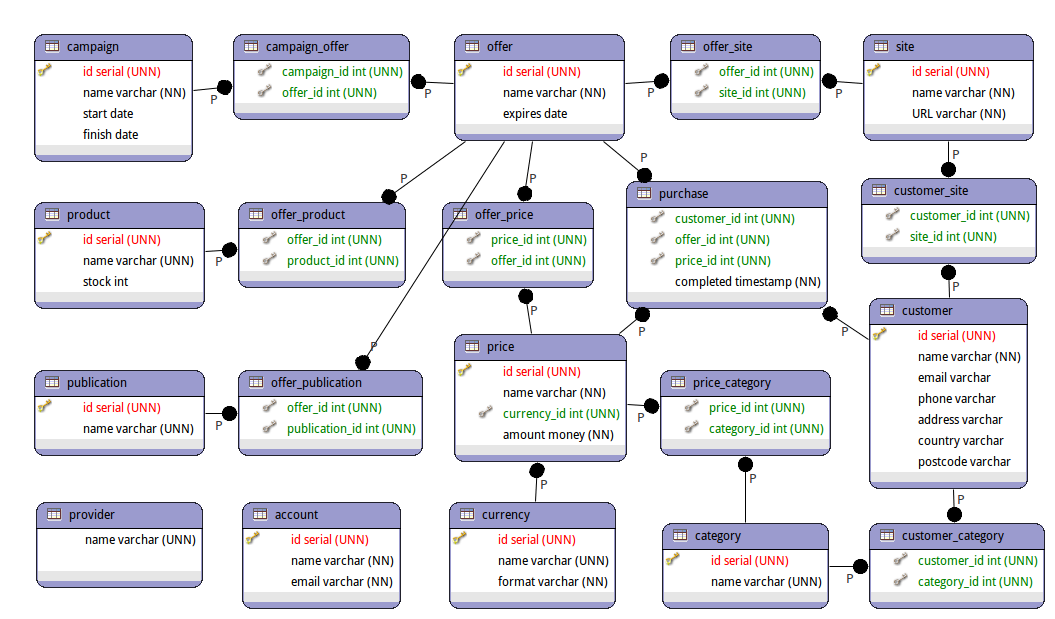 campaign
id serial (UNN)
name varchar (NN)
start date
finish date
campaign_offer
campaign_id int (UNN)
offer_id int (UNN)
offer
id serial (UNN)
name varchar (NN)
expires date
offer_site
offer_id int (UNN)
site_id int (UNN)
site
id serial (UNN)
name varchar (NN)
URL varchar (NN)
P
P
P
P
P
P
P
P
P
product
id serial (UNN)
name varchar (UNN)
stock int
offer_product
offer_id int (UNN)
product_id int (UNN)
offer_price
price_id int (UNN)
offer_id int (UNN)
purchase
customer_id int (UNN)
offer_id int (UNN)
price_id int (UNN)
completed timestamp (NN)
customer_site
customer_id int (UNN)
site_id int (UNN)
P
P
P
P
P
P
publication
id serial (UNN)
name varchar (UNN)
offer_publication
offer_id int (UNN)
publication_id int (UNN)
price
id serial (UNN)
name varchar (NN)
currency_id int (UNN)
amount money (NN)
price_category
price_id int (UNN)
category_id int (UNN)
customer
id serial (UNN)
name varchar (NN)
email varchar
phone varchar
address varchar
country varchar
postcode varchar
P
P
P
P
P
provider
name varchar (UNN)
account
id serial (UNN)
name varchar (NN)
email varchar (NN)
currency
id serial (UNN)
name varchar (UNN)
format varchar (NN)
category
id serial (UNN)
name varchar (UNN)
customer_category
customer_id int (UNN)
category_id int (UNN)
P